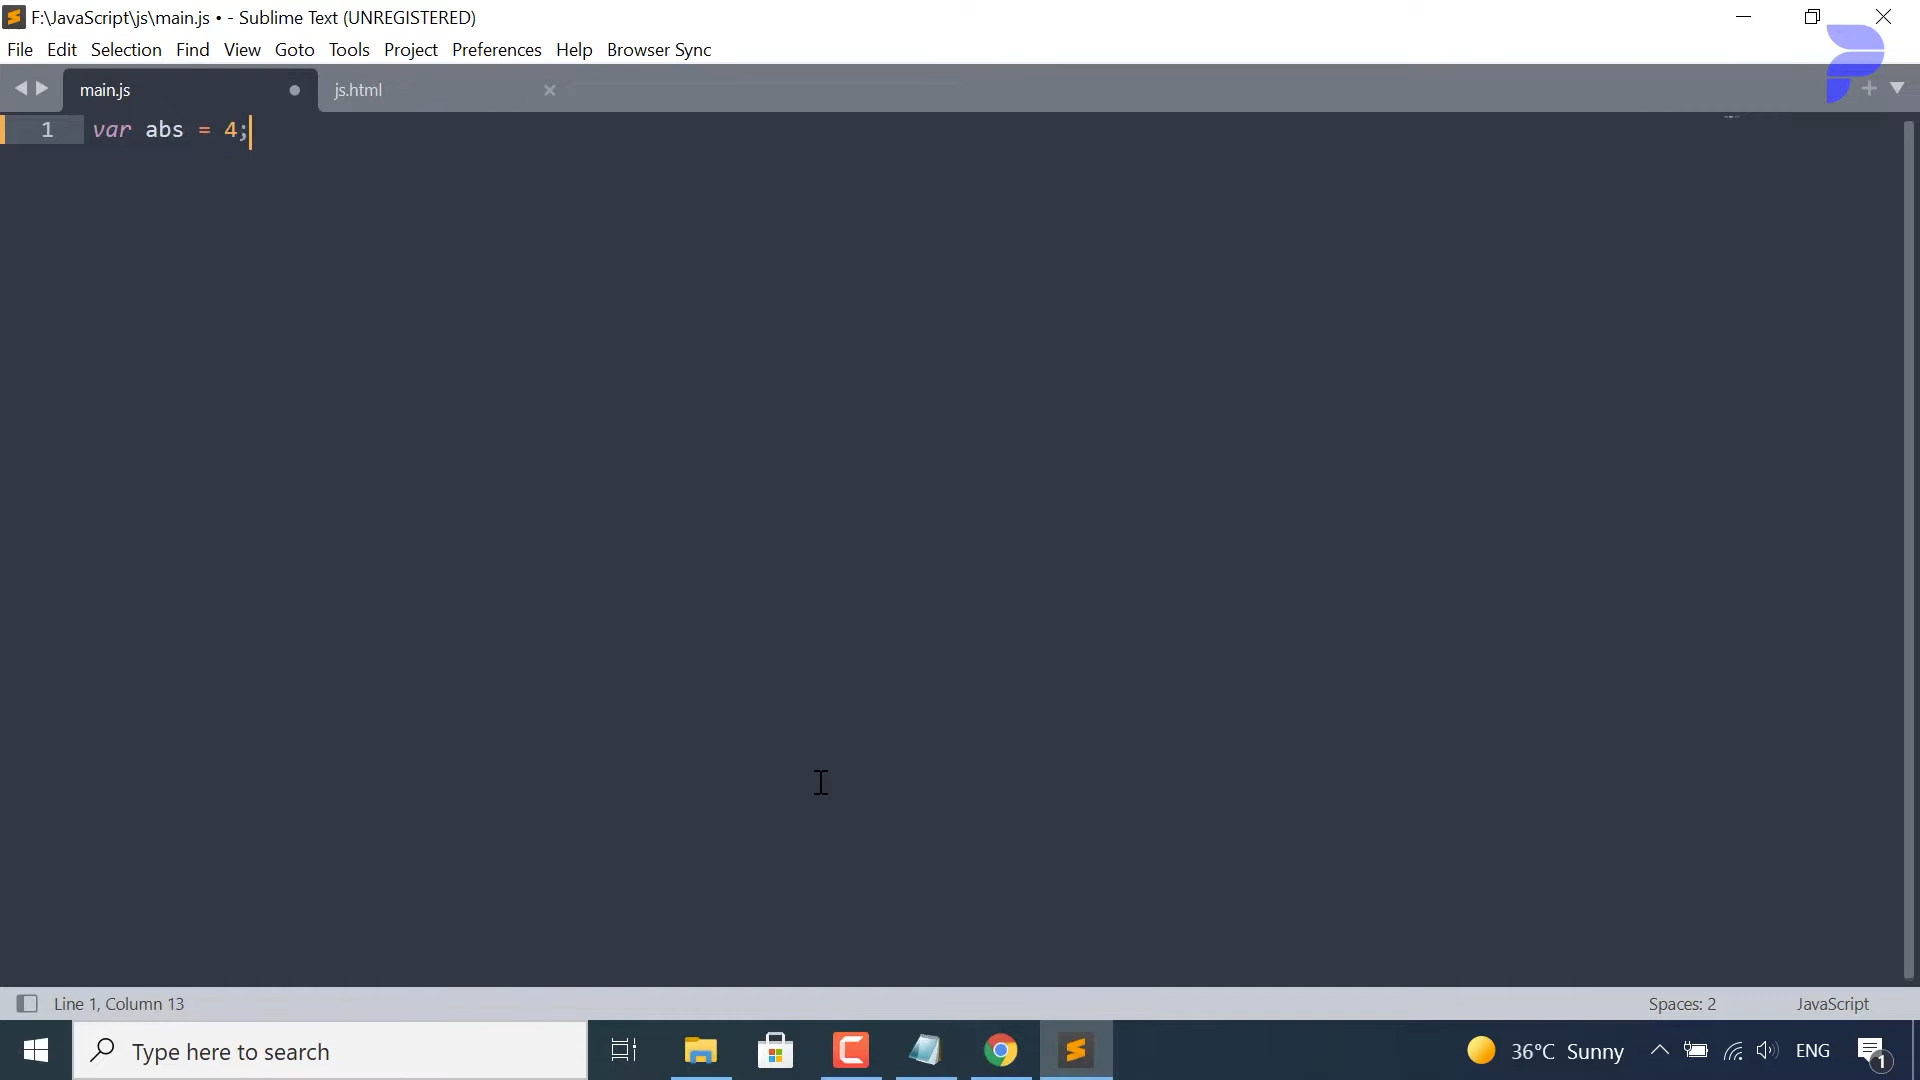 F:\JavaScript\js\main.js • - Sublime Text (UNREGISTERED)
File Edit Selection Find View Goto Tools Project Preferences Help Browser Sync
main.js js.html
1 var abs = 4;
Line 1, Column 13 Spaces: 2 JavaScript
Type here to search 36°C Sunny ENG 1